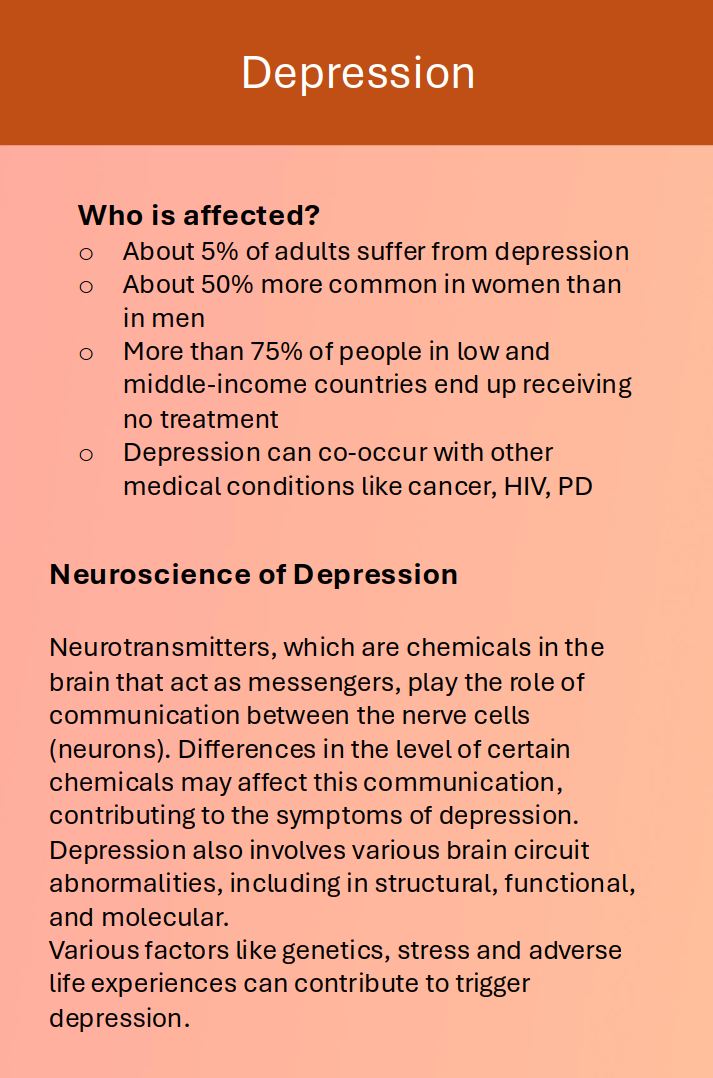 Depression
Who is affected?
o About 5% of adults suffer from depression
o About 50% more common in women than
in men
o More than 75% of people in low and
middle-income countries end up receiving
no treatment
o Depression can co-occur with other
medical conditions like cancer, HIV, PD
Neuroscience of Depression
Neurotransmitters, which are chemicals in the
brain that act as messengers, play the role of
communication between the nerve cells
(neurons). Differences in the level of certain
chemicals may affect this communication,
contributing to the symptoms of depression.
Depression also involves various brain circuit
abnormalities, including in structural, functional,
and molecular.
Various factors like genetics, stress and adverse
life experiences can contribute to trigger
depression.